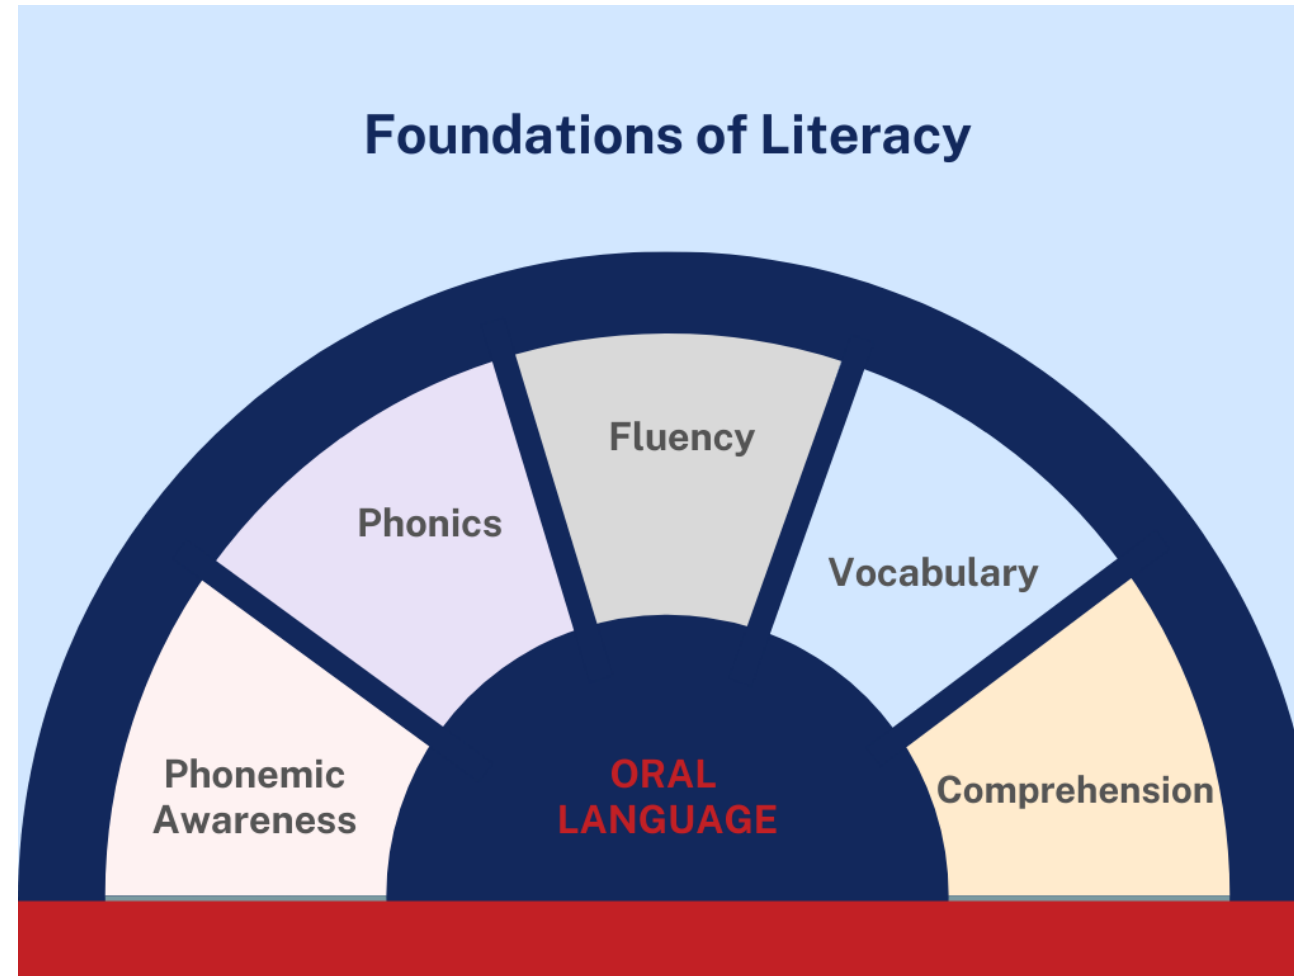 Foundations of Literacy
Fluency
Phonics
Vocabulary
Phonemic
Awareness
ORAL
LANGUAGE
Comprehension